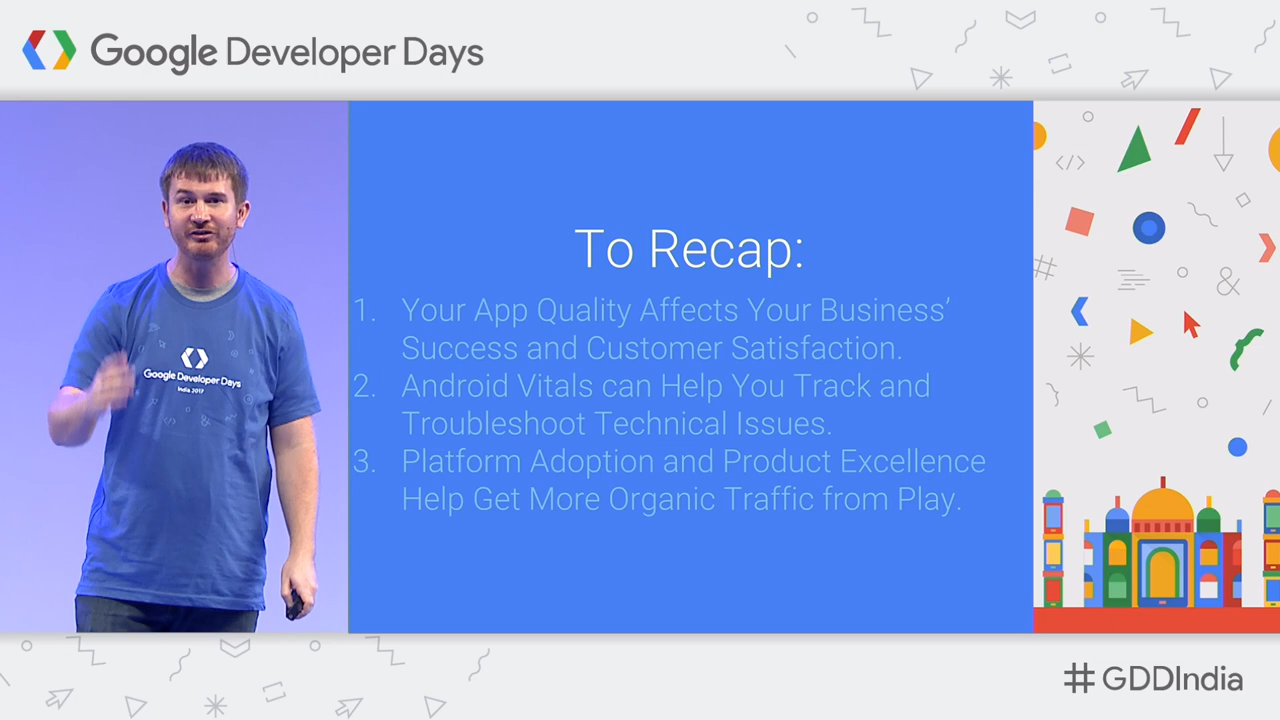 Google Developer Days
To Recap:
1. Your App Quality Affects Your Business’
Success and Customer Satisfaction.
2. Android Vitals can Help You Track and
Troubleshoot Technical Issues.
3. Platform Adoption and Product Excellence
Help Get More Organic Traffic from Play.
Google Developer Days
India 2017
#GDDIndia